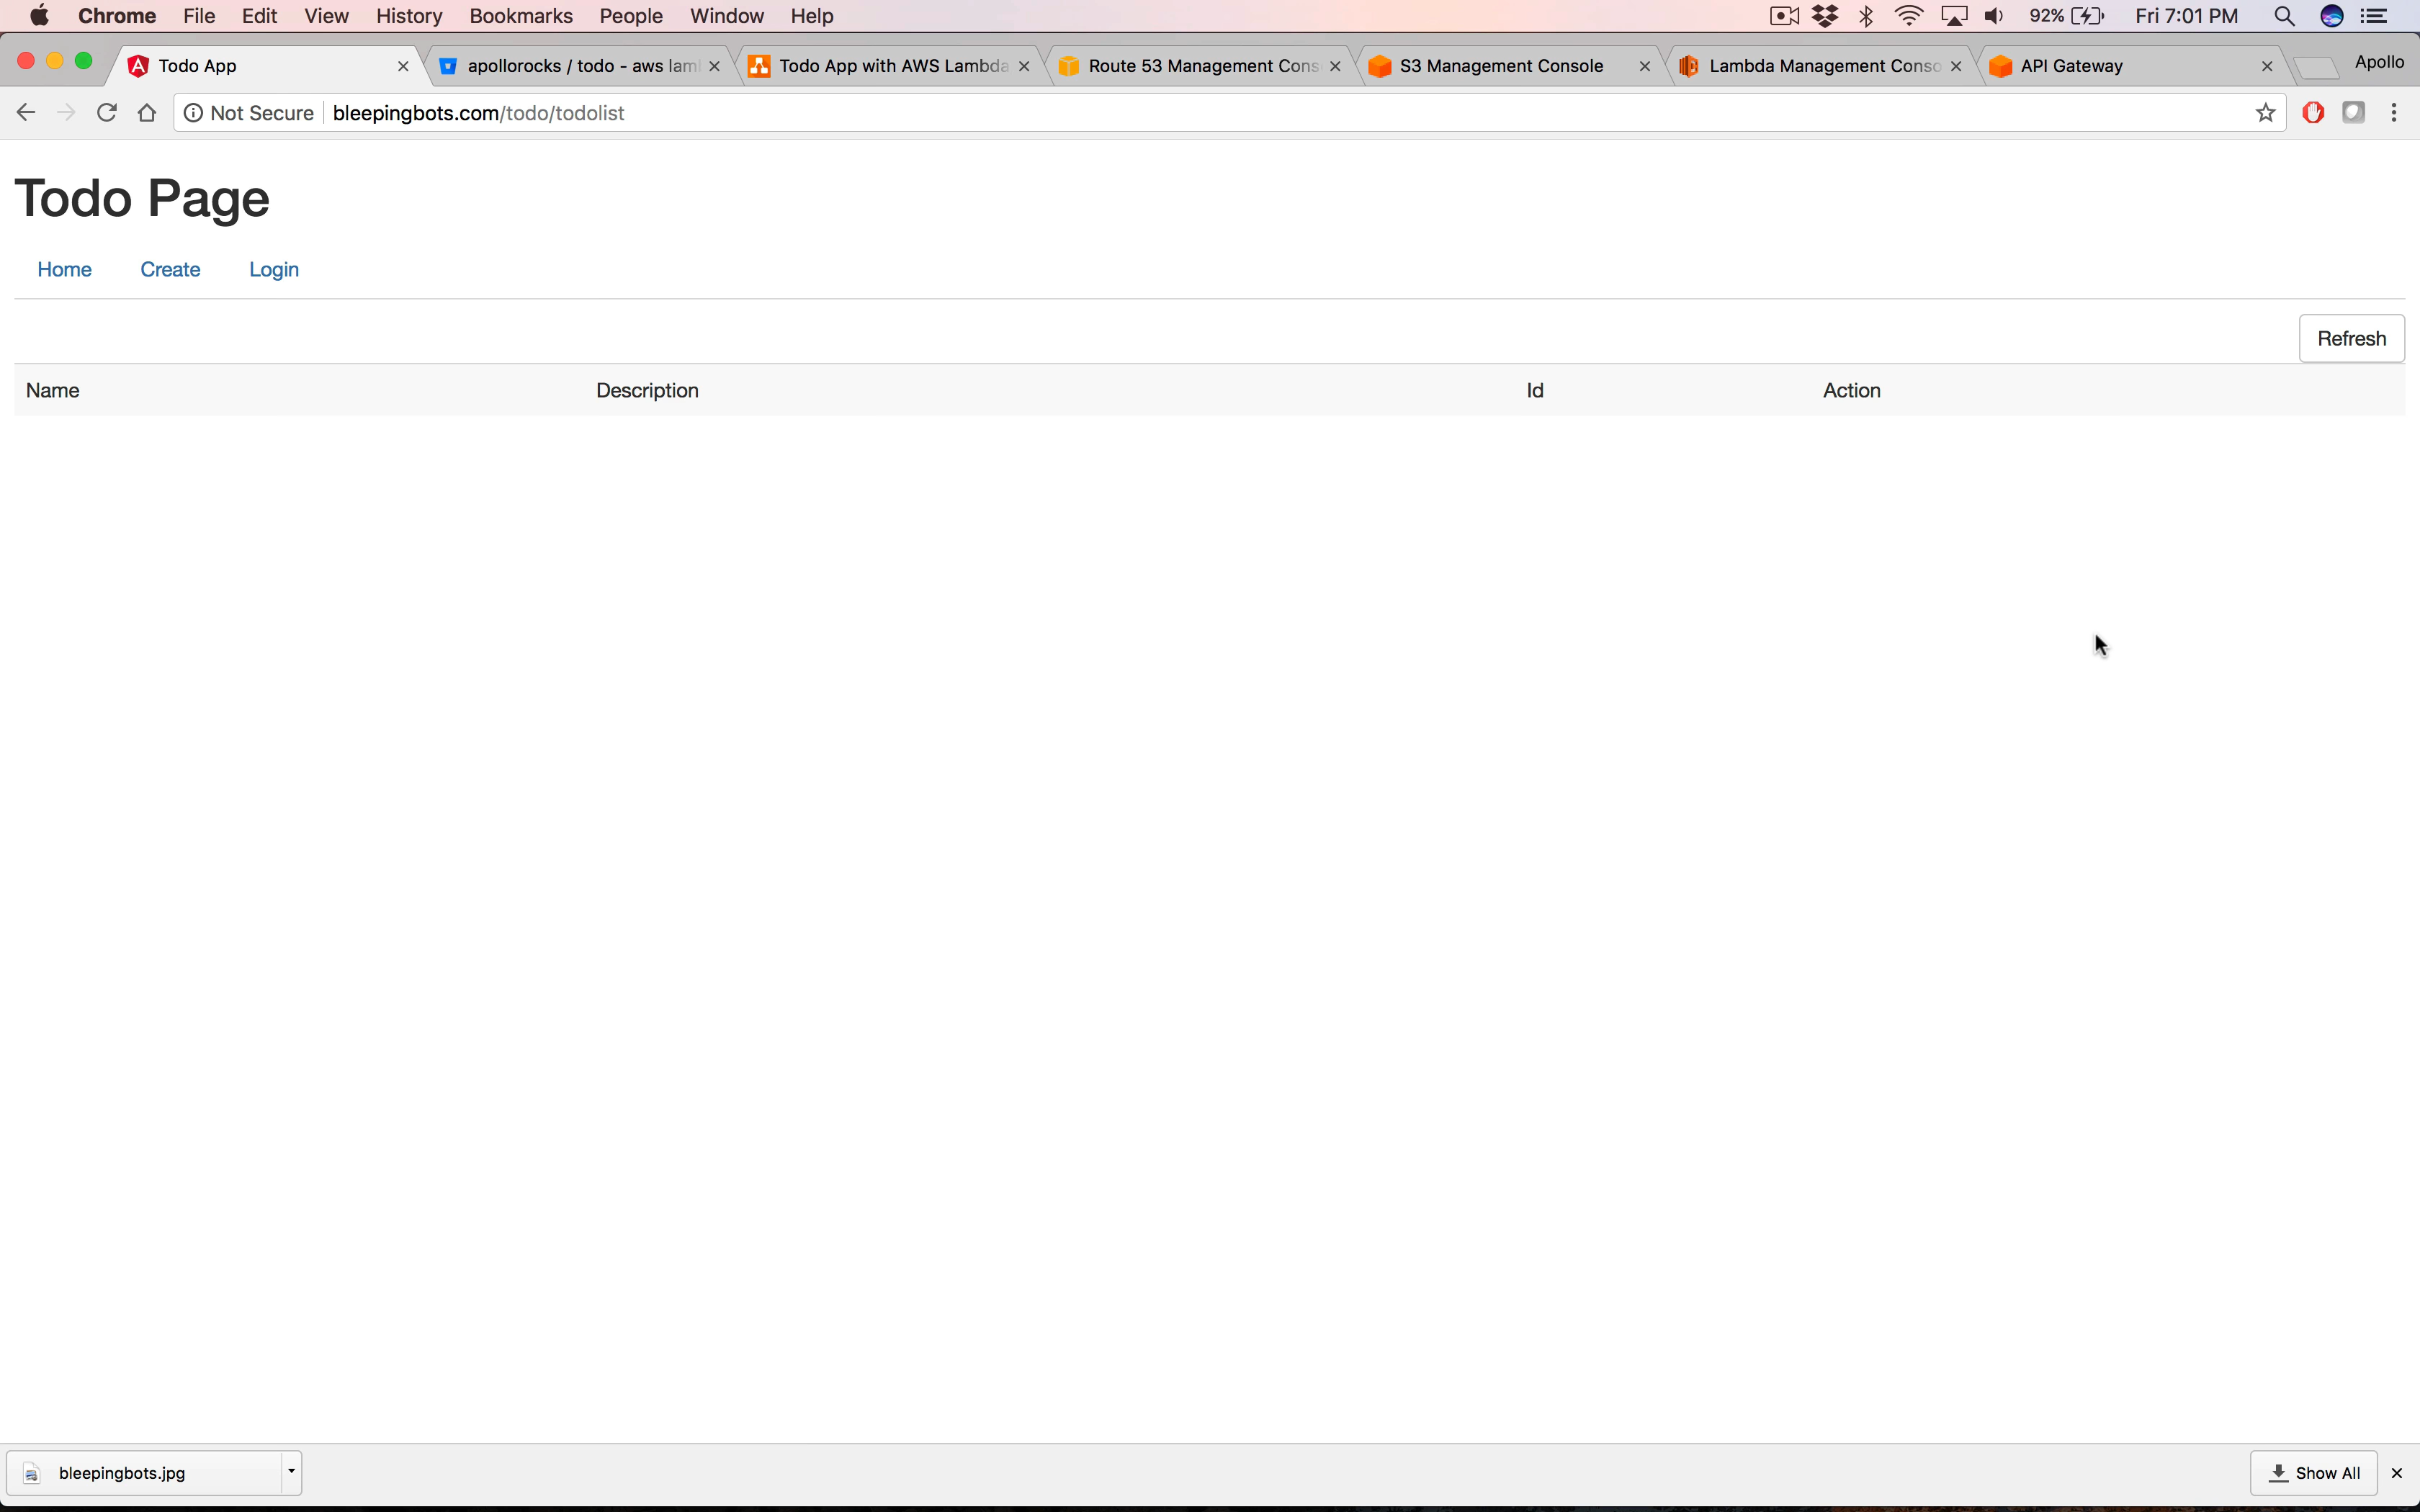 Chrome File Edit View History Bookmarks People Window Help 92% Fri 7:01 PM
Todo App apollorocks / todo - aws lam Todo App with AWS Lambda Route 53 Management Cons S3 Management Console Lambda Management Conso API Gateway Apollo
Not Secure bleepingbots.com/todo/todolist
Todo Page
Home Create Login
Refresh
Name Description Id Action
bleepingbots.jpg Show All